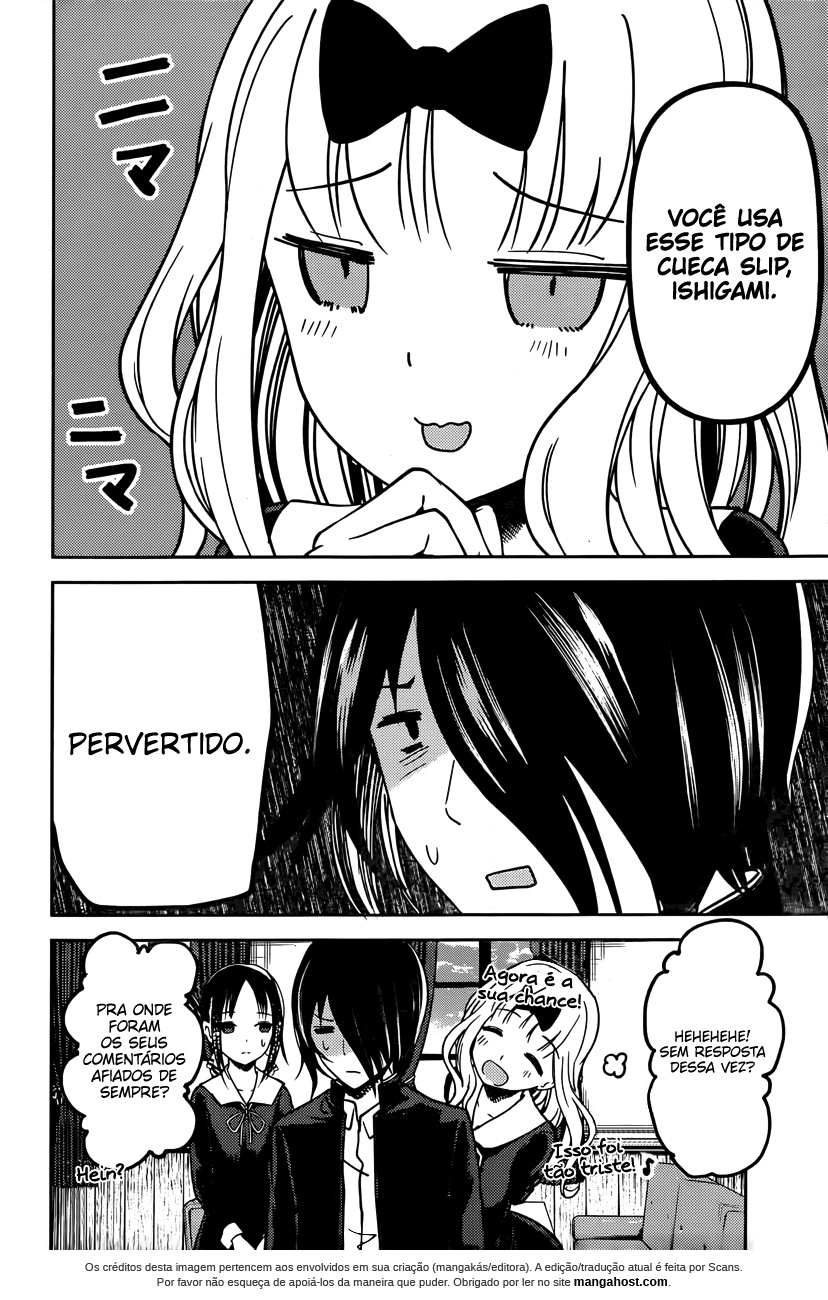 VOCÊ USA
ESSE TIPO DE
CUECA SLIP,
ISHIGAMI.
ニマ
ニマ
PERVERTIDO.
HEHEHEHE!
SEM RESPOSTA
DESSA VEZ?
Agora é a
sua chance!
Isso foi
tão triste! ♪
PRA ONDE
FORAM
OS SEUS
COMENTÁRIOS
AFIADOS DE
SEMPRE?
Hein?
Os créditos desta imagem pertencem aos envolvidos em sua criação (mangakás/editora). A edição/tradução atual é feita por Scans.
Por favor não esqueça de apoiá-los da maneira que puder. Obrigado por ler no site mangahost.com.